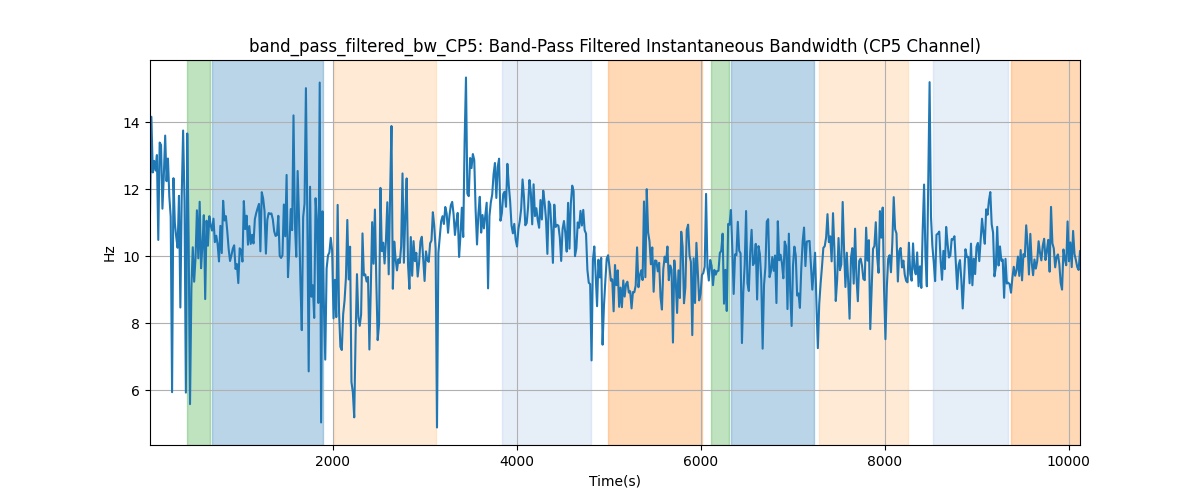 band_pass_filtered_bw_CP5: Band-Pass Filtered Instantaneous Bandwidth (CP5 Channel)
14
12
10
8
6
Hz
2000 4000 6000 8000 10000
Time(s)